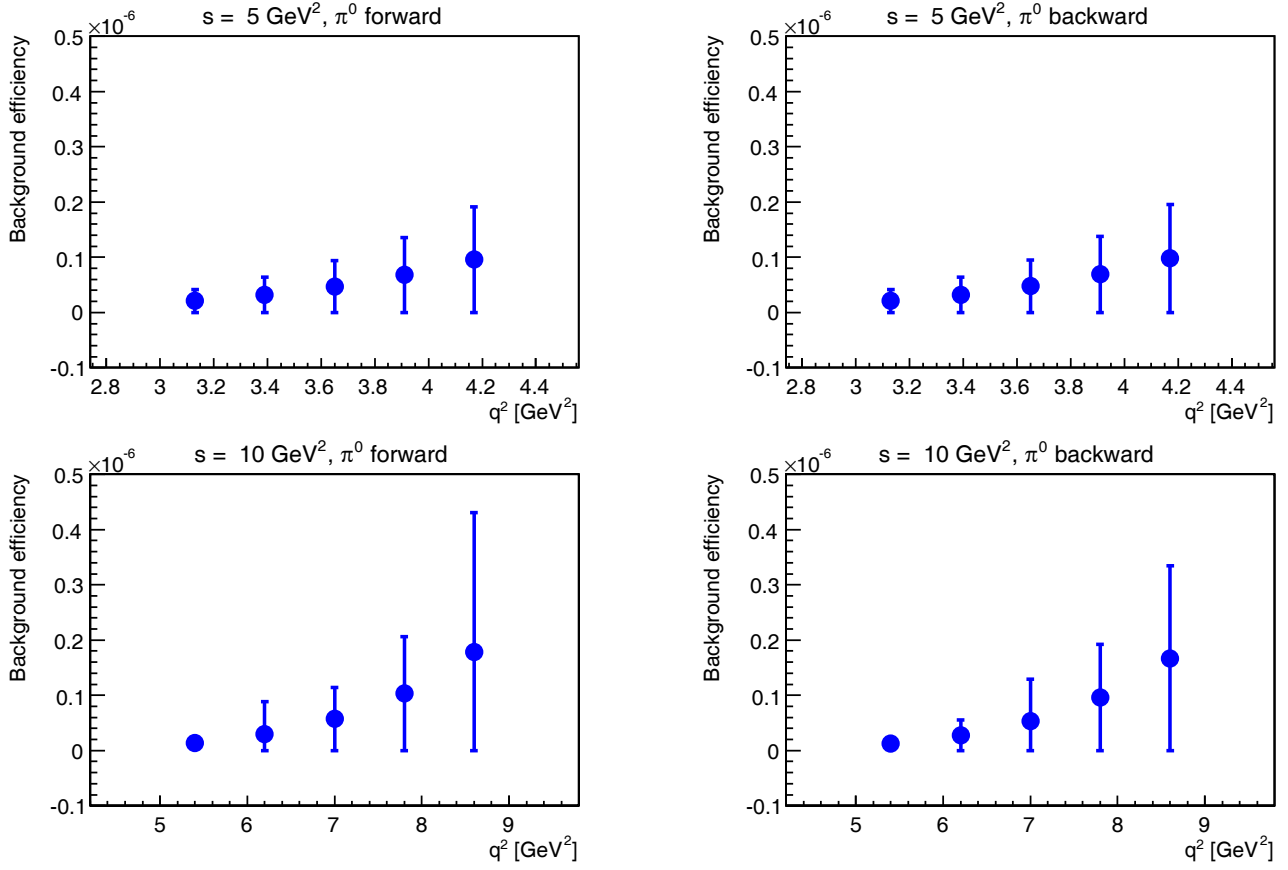 s = 5 GeV², π⁰ forward
×10⁻⁶
Background efficiency
0.5
0.4
0.3
0.2
0.1
0
-0.1
2.8 3 3.2 3.4 3.6 3.8 4 4.2 4.4
q² [GeV²]
s = 5 GeV², π⁰ backward
×10⁻⁶
Background efficiency
0.5
0.4
0.3
0.2
0.1
0
-0.1
2.8 3 3.2 3.4 3.6 3.8 4 4.2 4.4
q² [GeV²]
s = 10 GeV², π⁰ forward
×10⁻⁶
Background efficiency
0.5
0.4
0.3
0.2
0.1
0
-0.1
5 6 7 8 9
q² [GeV²]
s = 10 GeV², π⁰ backward
×10⁻⁶
Background efficiency
0.5
0.4
0.3
0.2
0.1
0
-0.1
5 6 7 8 9
q² [GeV²]